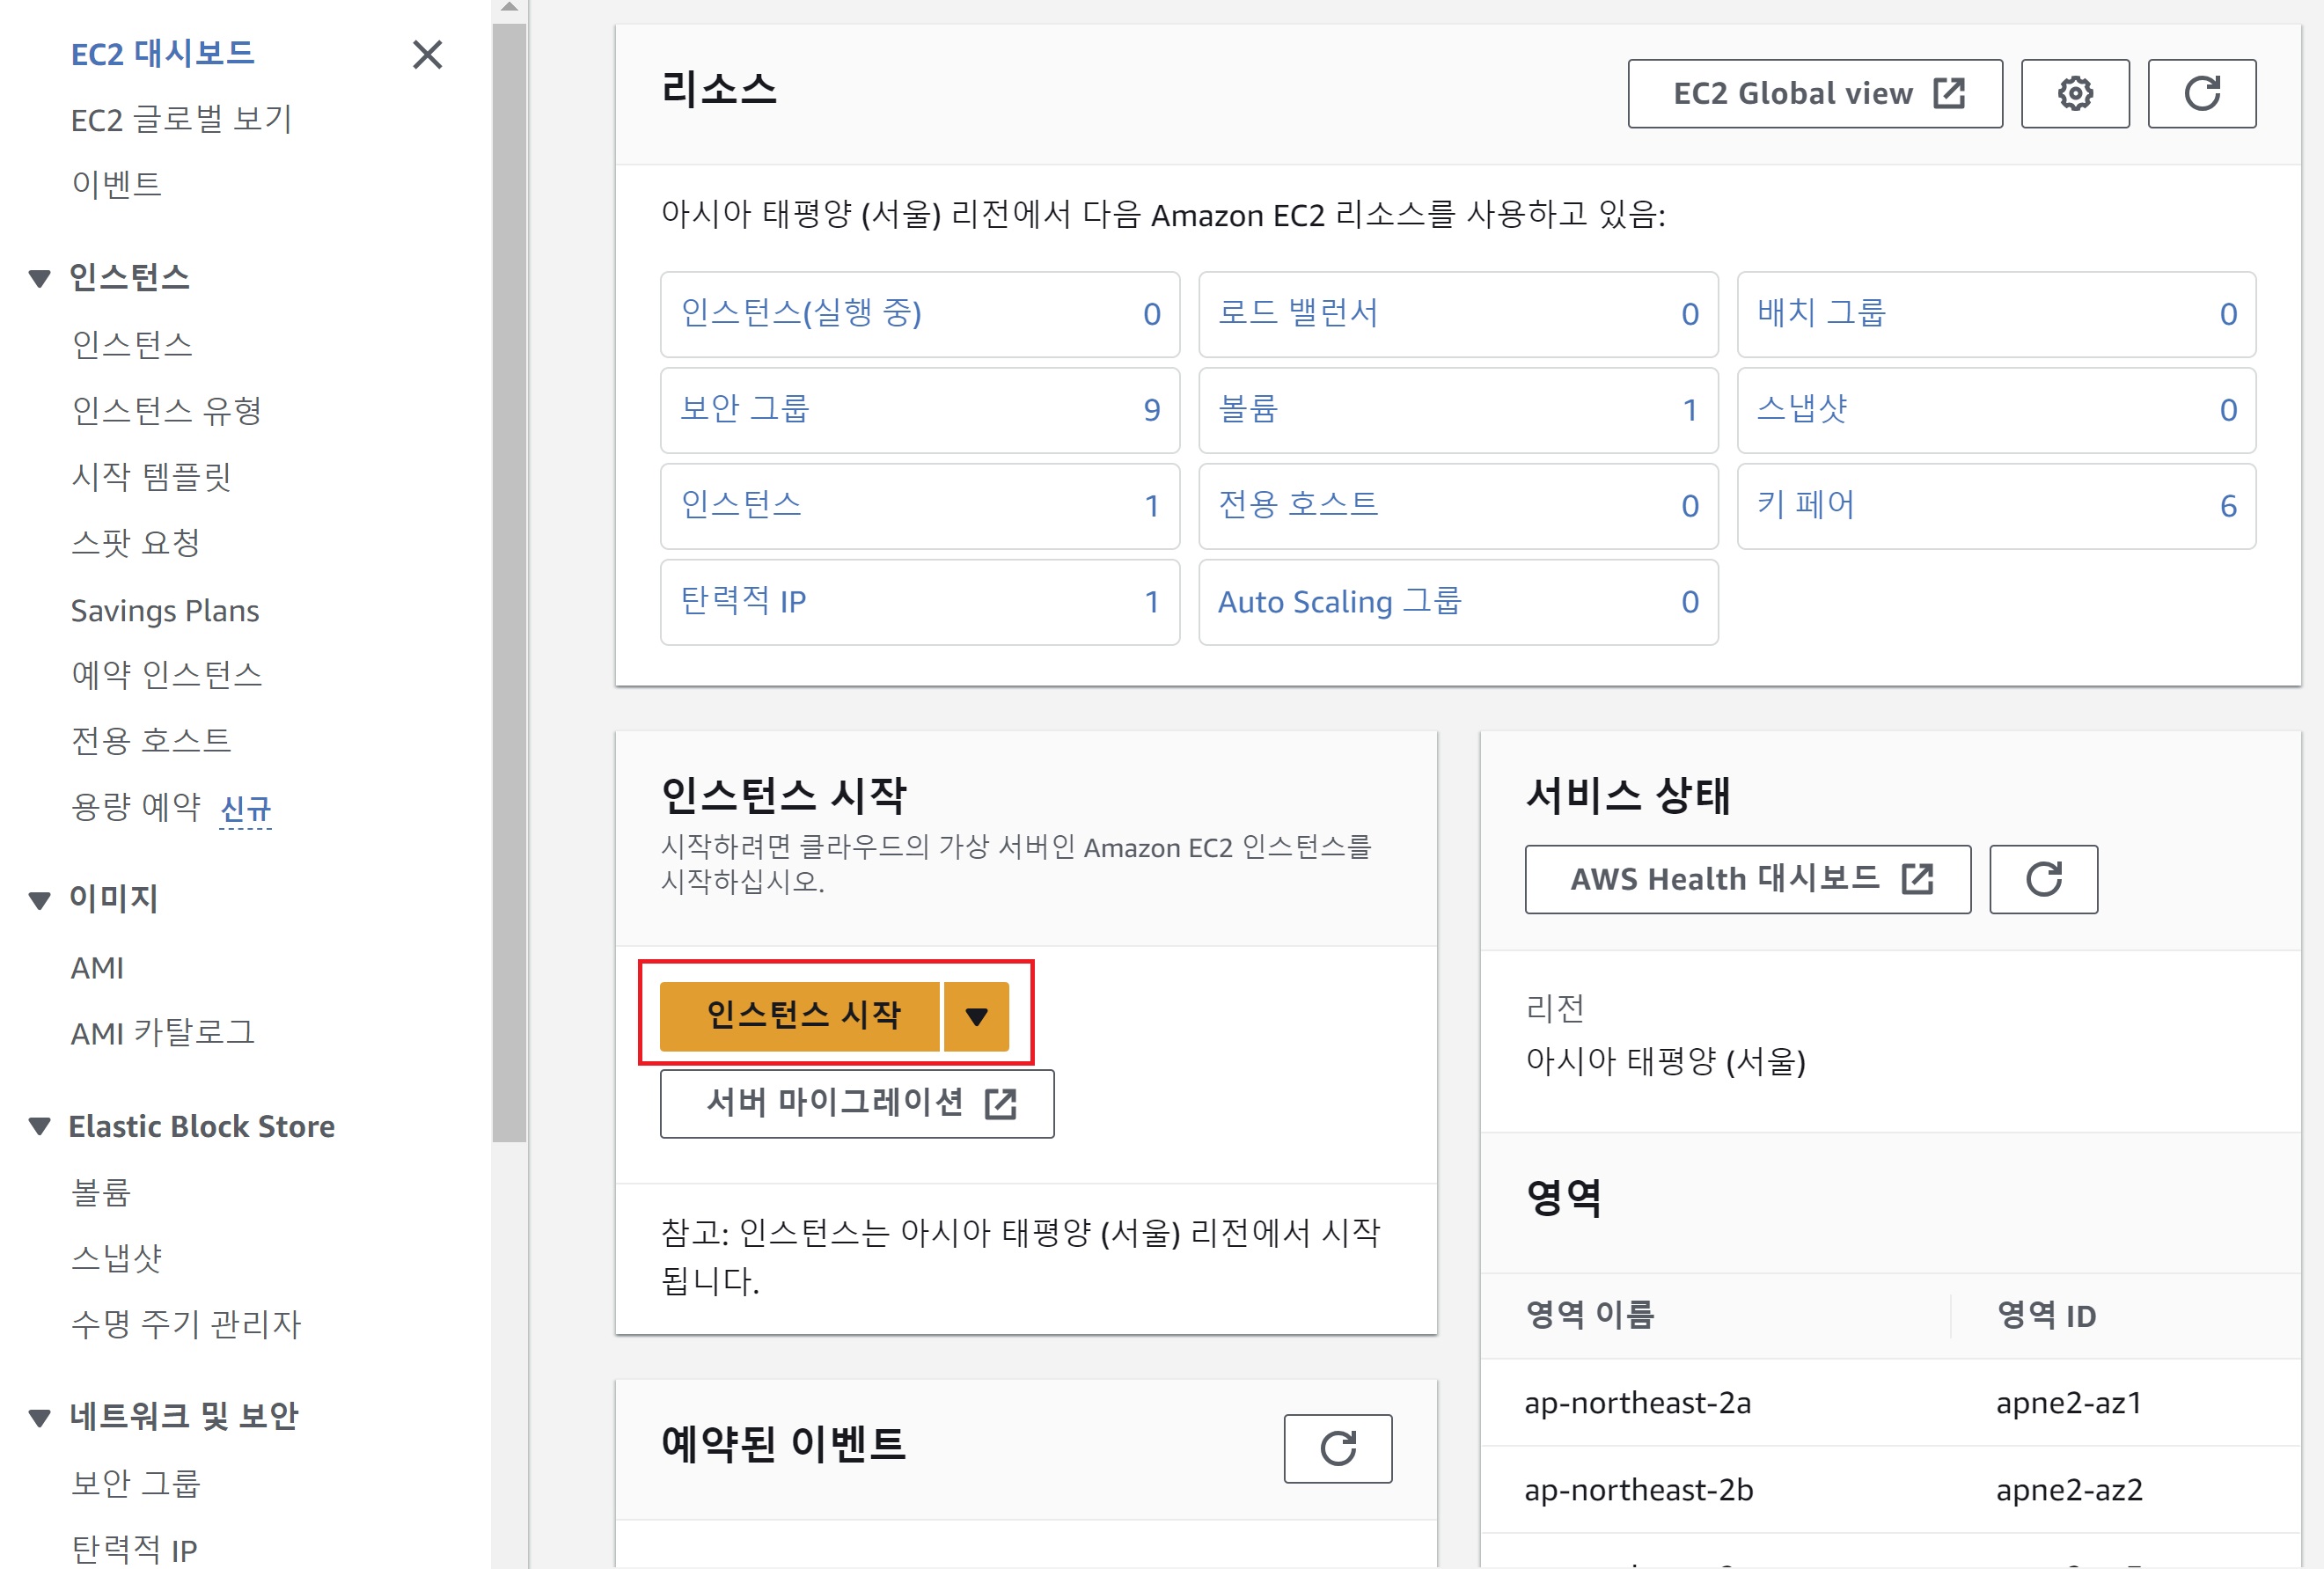 EC2 대시보드
EC2 글로벌 보기
이벤트
인스턴스
인스턴스
인스턴스 유형
시작 템플릿
스팟 요청
Savings Plans
예약 인스턴스
전용 호스트
용량 예약 신규
이미지
AMI
AMI 카탈로그
Elastic Block Store
볼륨
스냅샷
수명 주기 관리자
네트워크 및 보안
보안 그룹
탄력적 IP
리소스
EC2 Global view
아시아 태평양 (서울) 리전에서 다음 Amazon EC2 리소스를 사용하고 있음:
인스턴스(실행 중) 0
로드 밸런서 0
배치 그룹 0
보안 그룹 9
볼륨 1
스냅샷 0
인스턴스 1
전용 호스트 0
키 페어 6
탄력적 IP 1
Auto Scaling 그룹 0
인스턴스 시작
시작하려면 클라우드의 가상 서버인 Amazon EC2 인스턴스를
시작하십시오.
인스턴스 시작
서버 마이그레이션
참고: 인스턴스는 아시아 태평양 (서울) 리전에서 시작
됩니다.
예약된 이벤트
서비스 상태
AWS Health 대시보드
리전
아시아 태평양 (서울)
영역
영역 이름 영역 ID
ap-northeast-2a apne2-az1
ap-northeast-2b apne2-az2